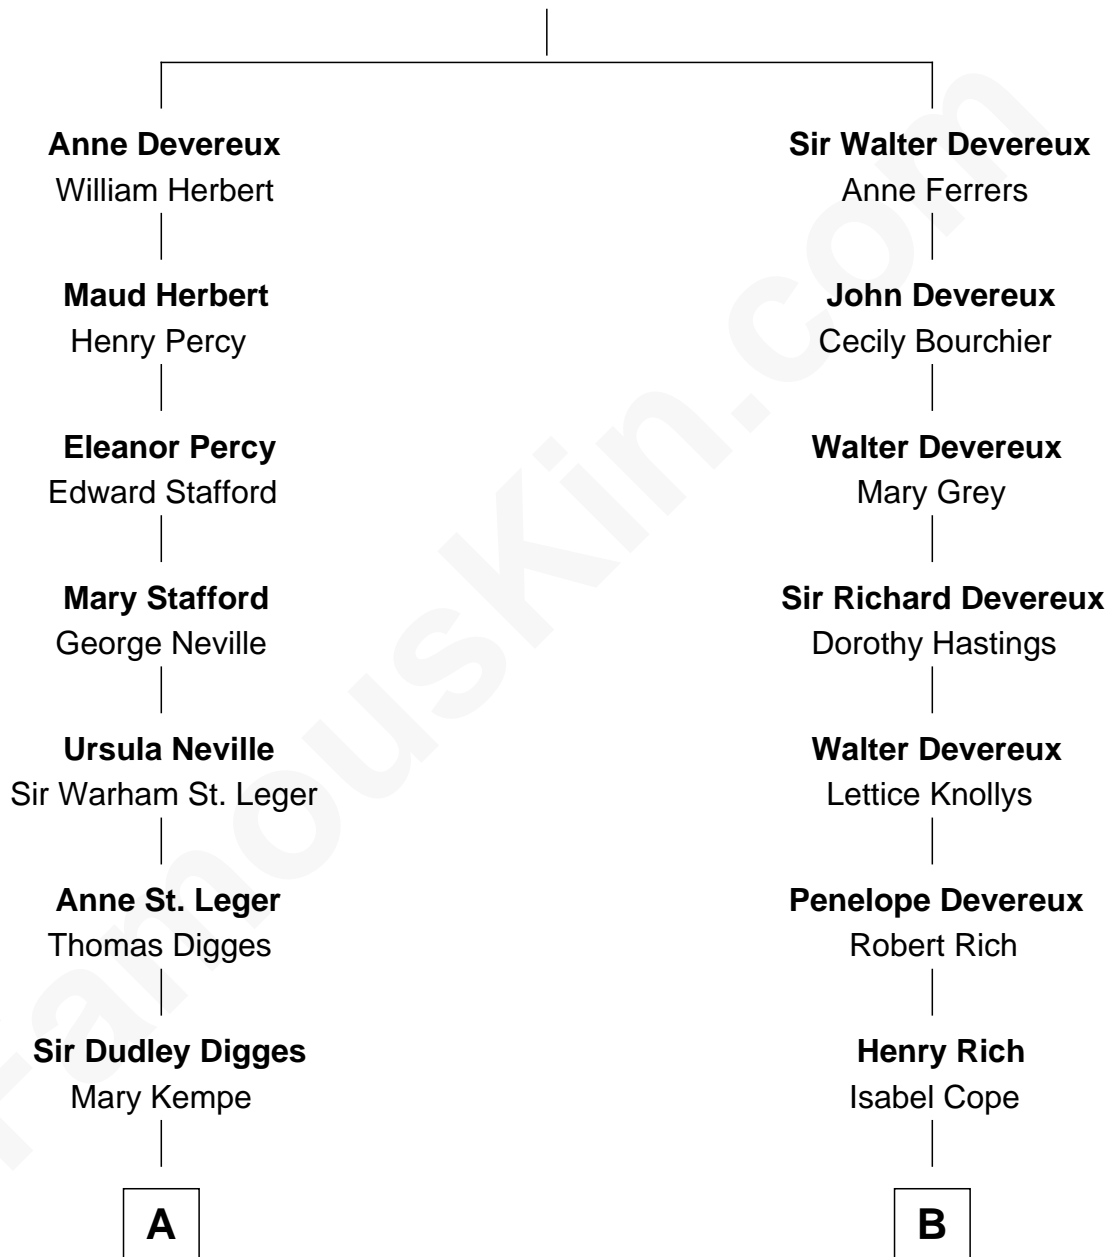 Anne Devereux
William Herbert
Maud Herbert
Henry Percy
Eleanor Percy
Edward Stafford
Mary Stafford
George Neville
Ursula Neville
Sir Warham St. Leger
Anne St. Leger
Thomas Digges
Sir Dudley Digges
Mary Kempe
A
Sir Walter Devereux
Anne Ferrers
John Devereux
Cecily Bourchier
Walter Devereux
Mary Grey
Sir Richard Devereux
Dorothy Hastings
Walter Devereux
Lettice Knollys
Penelope Devereux
Robert Rich
Henry Rich
Isabel Cope
B
FamousKin.com